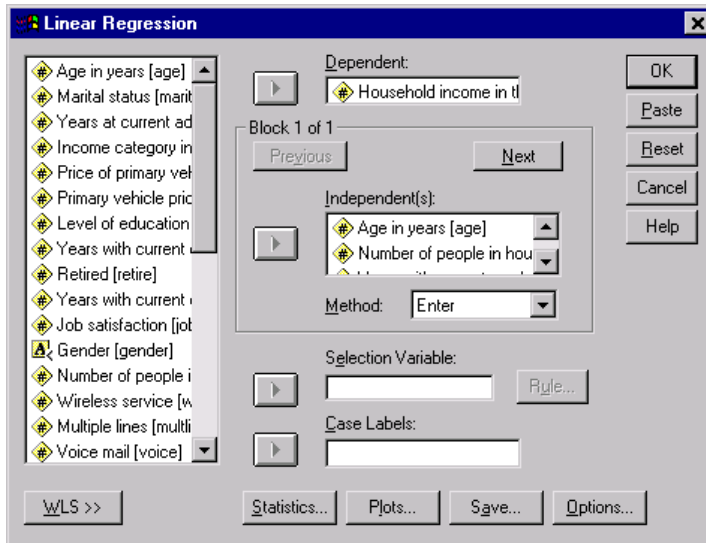 Linear Regression
Age in years [age]
Marital status [marit
Years at current ad
Income category in
Price of primary veh
Primary vehicle pric
Level of education
Years with current
Retired [retire]
Years with current
Job satisfaction [jol
Gender [gender]
Number of people i
Wireless service [w
Multiple lines [multli
Voice mail [voice]
WLS >>
Dependent:
Household income in tl
Block 1 of 1
Previous
Next
Independent(s):
Age in years [age]
Number of people in hou
Method:
Enter
Selection Variable:
Rule...
Case Labels:
Statistics...
Plots...
Save...
Options...
OK
Paste
Reset
Cancel
Help